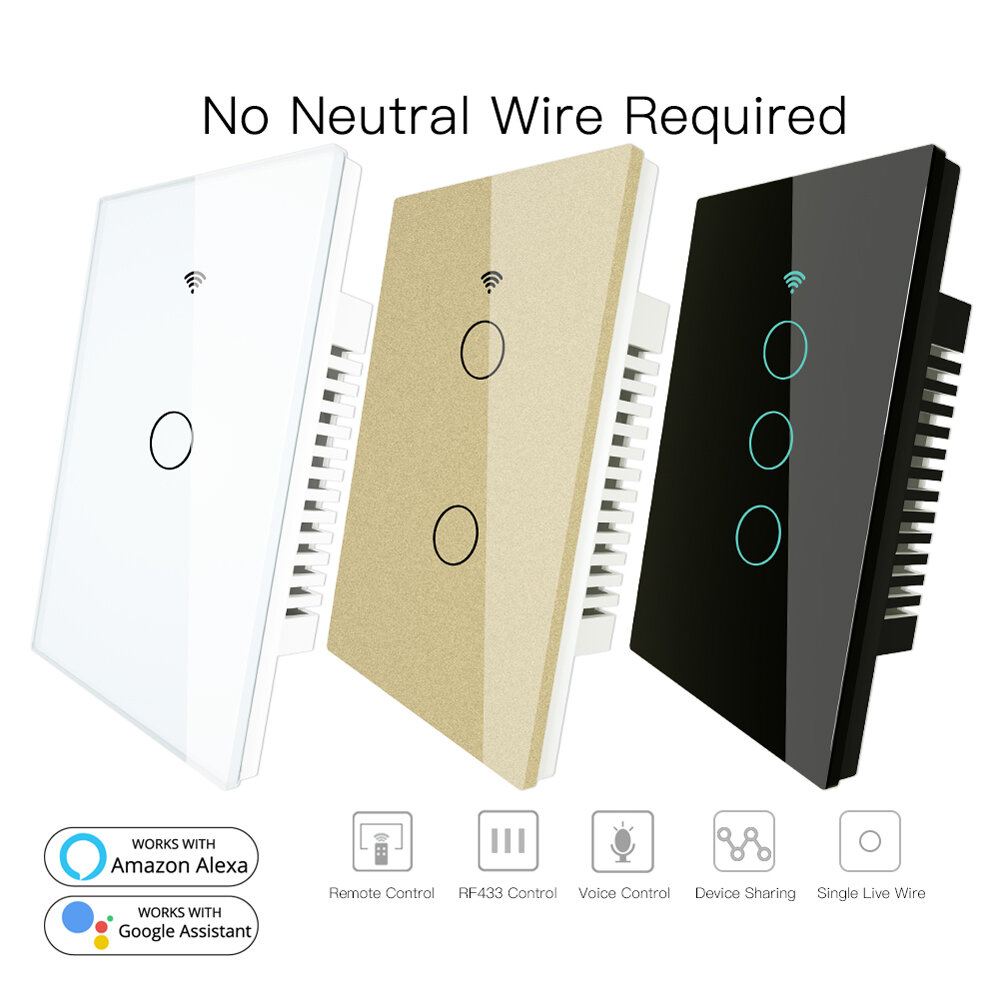 No Neutral Wire Required
WORKS WITH
Amazon Alexa
WORKS WITH
Google Assistant
Remote Control
RF433 Control
Voice Control
Device Sharing
Single Live Wire